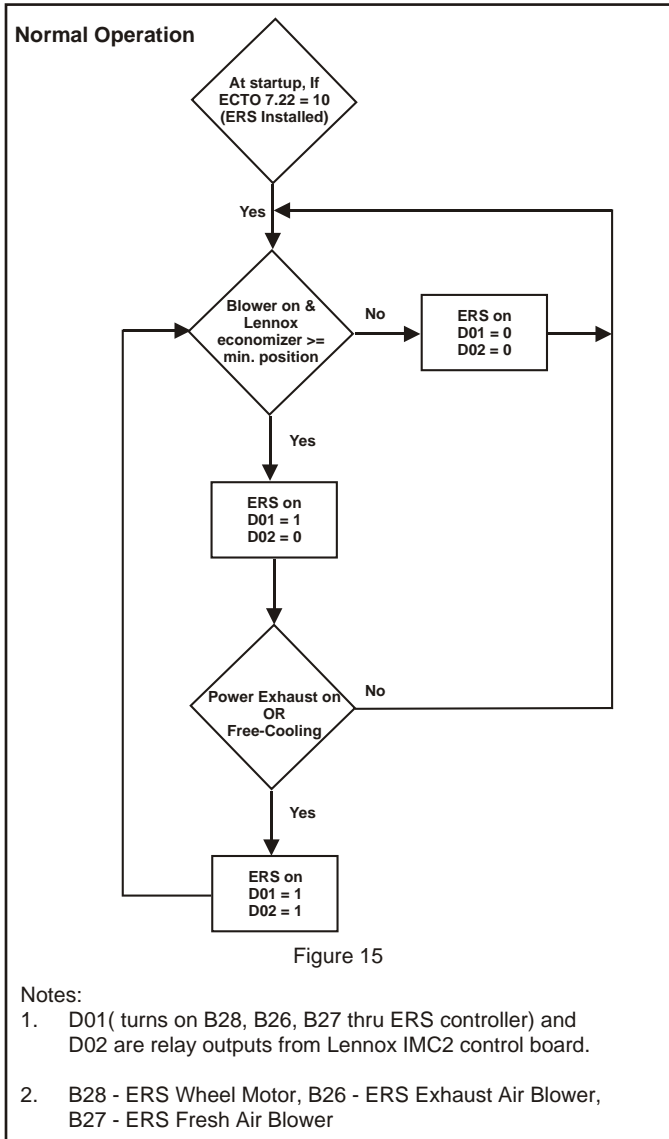 Normal Operation
At startup, If
ECTO 7.22 = 10
(ERS Installed)
Yes
Blower on &
Lennox
economizer >=
min. position
No
ERS on
D01 = 0
D02 = 0
Yes
ERS on
D01 = 1
D02 = 0
Power Exhaust on
OR
Free-Cooling
No
Yes
ERS on
D01 = 1
D02 = 1
Figure 15
Notes:
1. D01( turns on B28, B26, B27 thru ERS controller) and
D02 are relay outputs from Lennox IMC2 control board.
2. B28 - ERS Wheel Motor, B26 - ERS Exhaust Air Blower,
B27 - ERS Fresh Air Blower